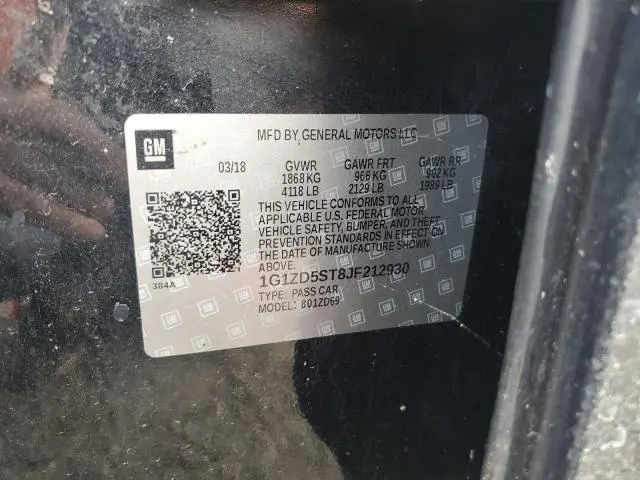 GM
MFD BY GENERAL MOTORS LLC
03/18 GVWR GAWR FRT GAWR RR
1868 KG 966 KG 902 KG
4118 LB 2129 LB 1989 LB
THIS VEHICLE CONFORMS TO ALL
APPLICABLE U.S. FEDERAL MOTOR
VEHICLE SAFETY, BUMPER, AND THEFT
PREVENTION STANDARDS IN EFFECT ON
THE DATE OF MANUFACTURE SHOWN
ABOVE.
384A
1G1ZD5ST8JF212930
TYPE: PASS CAR
MODEL: 801ZD69